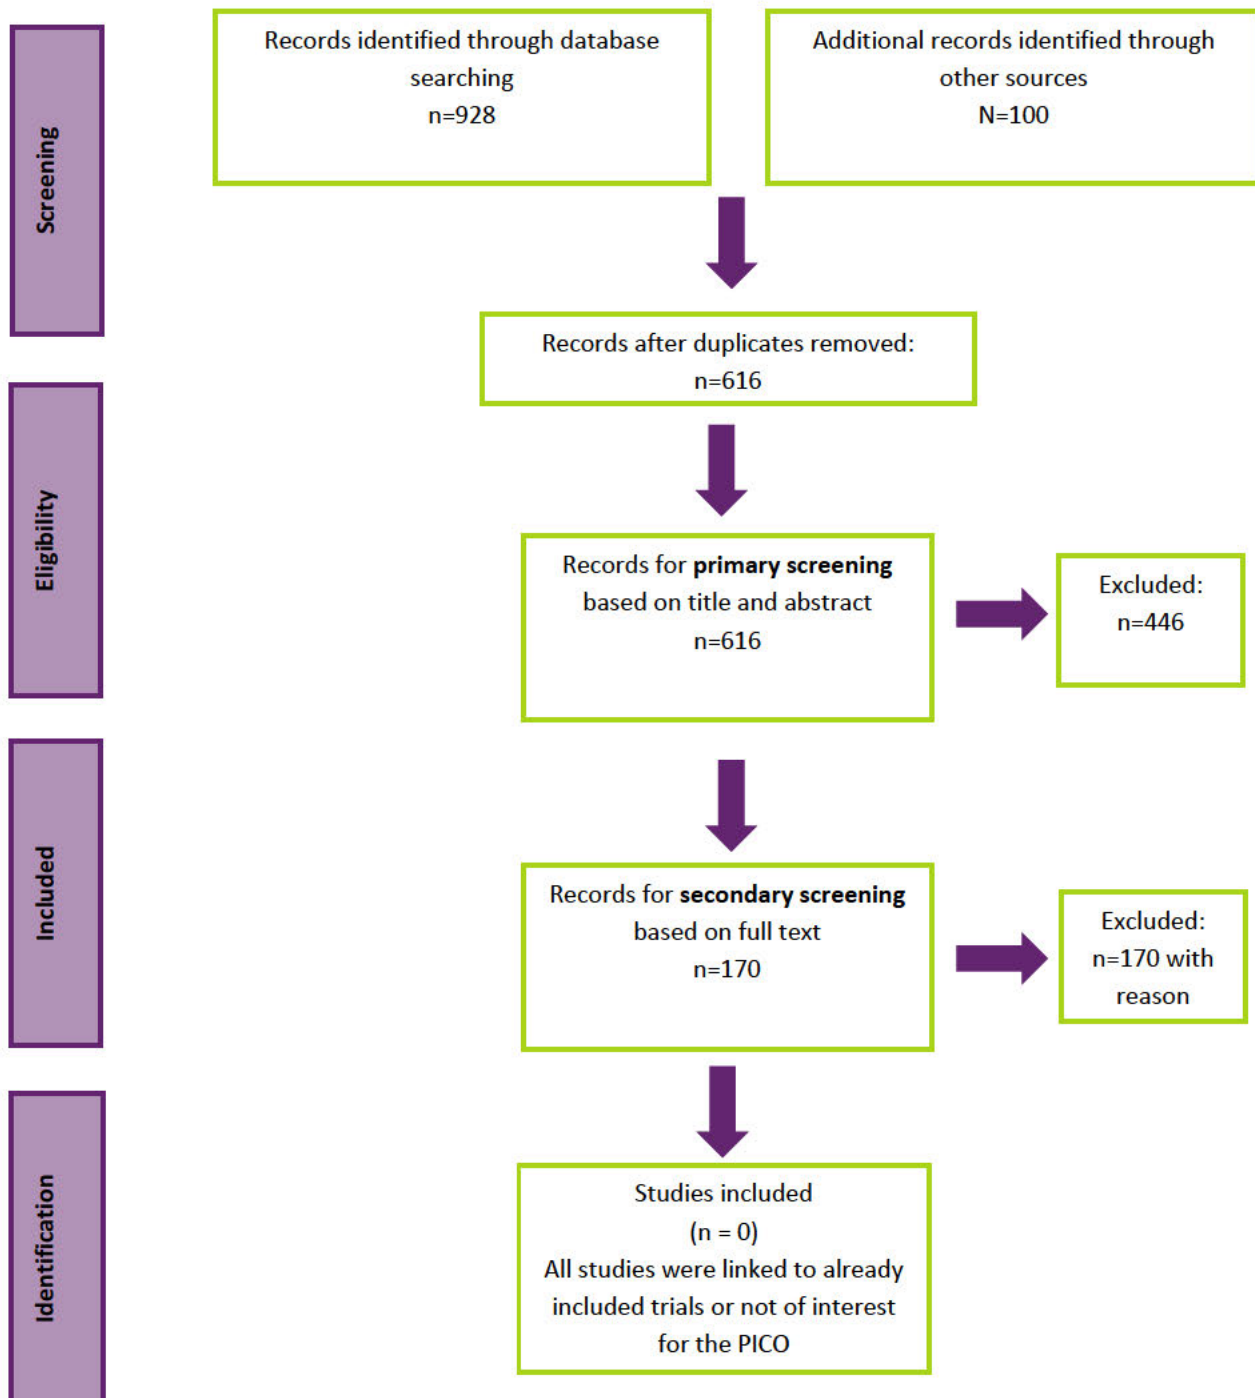 Screening
Records identified through database
searching
n=928
Additional records identified through
other sources
N=100
Records after duplicates removed:
n=616
Eligibility
Records for primary screening
based on title and abstract
n=616
Excluded:
n=446
Included
Records for secondary screening
based on full text
n=170
Excluded:
n=170 with
reason
Identification
Studies included
(n = 0)
All studies were linked to already
included trials or not of interest
for the PICO